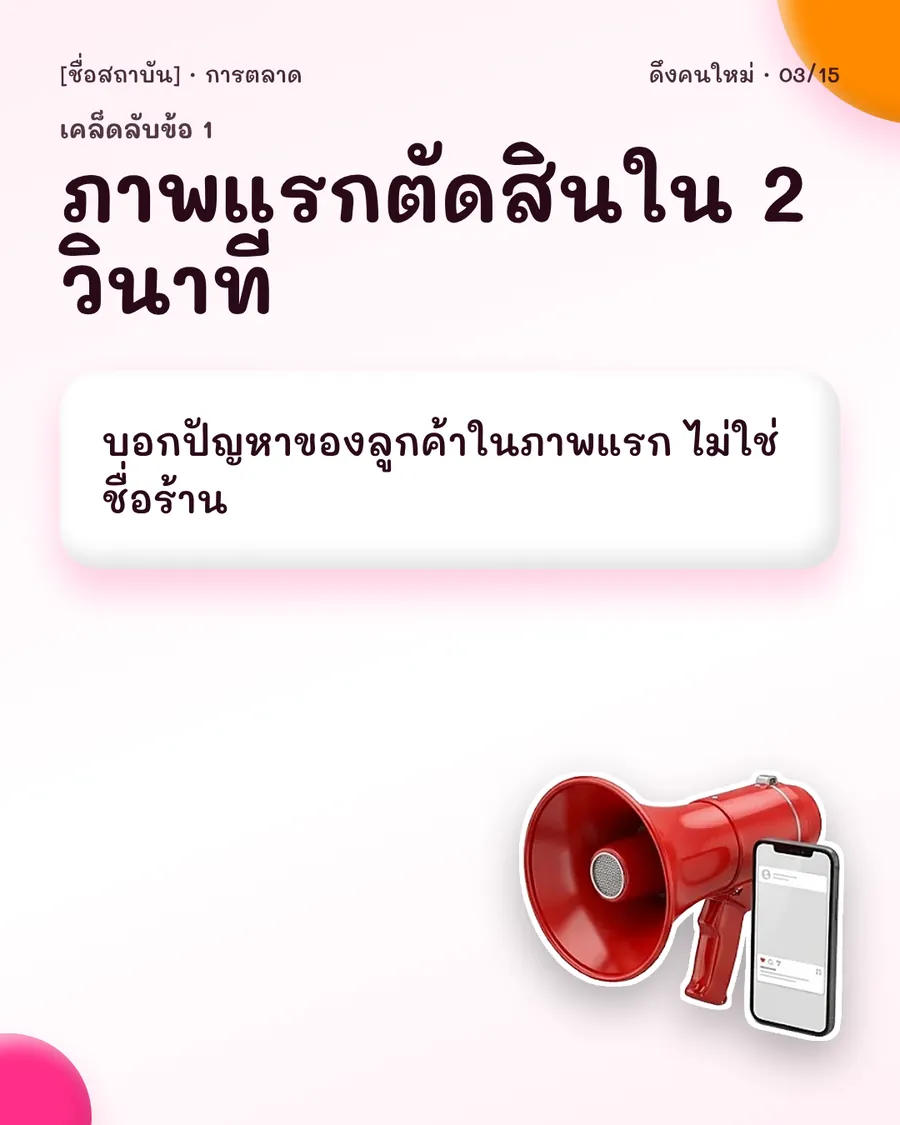 [ชื่อสถาบัน] · การตลาด
ดึงคนใหม่ · 03/15
เคล็ดลับข้อ 1
ภาพแรกตัดสินใน 2
วินาที
บอกปัญหาของลูกค้าในภาพแรก ไม่ใช่
ชื่อร้าน